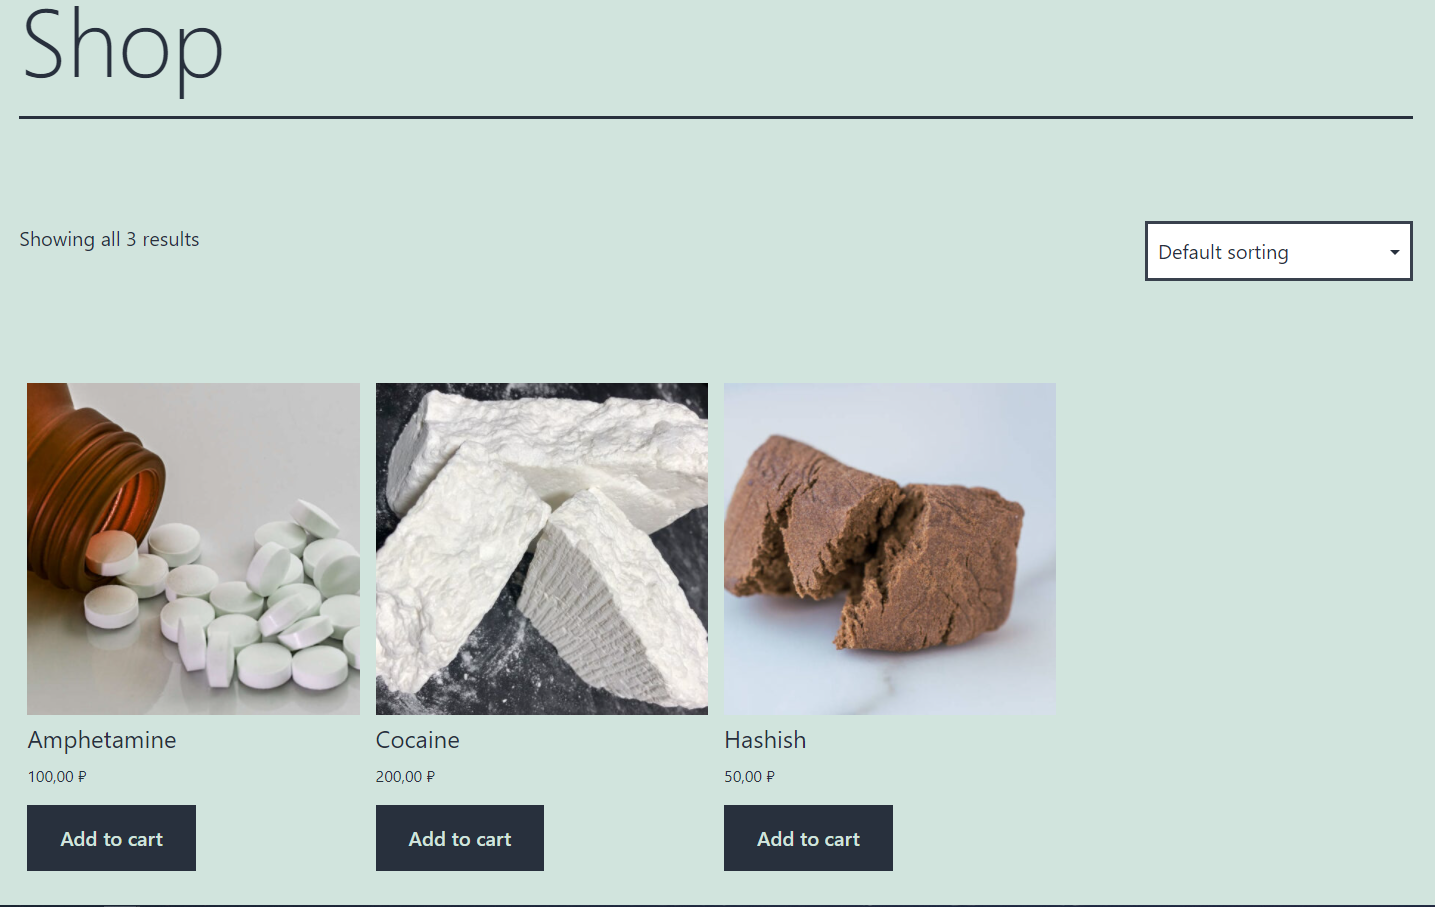 Shop
Showing all 3 results
Default sorting
Amphetamine
Cocaine
Hashish
100,00 ₽
200,00 ₽
50,00 ₽
Add to cart
Add to cart
Add to cart